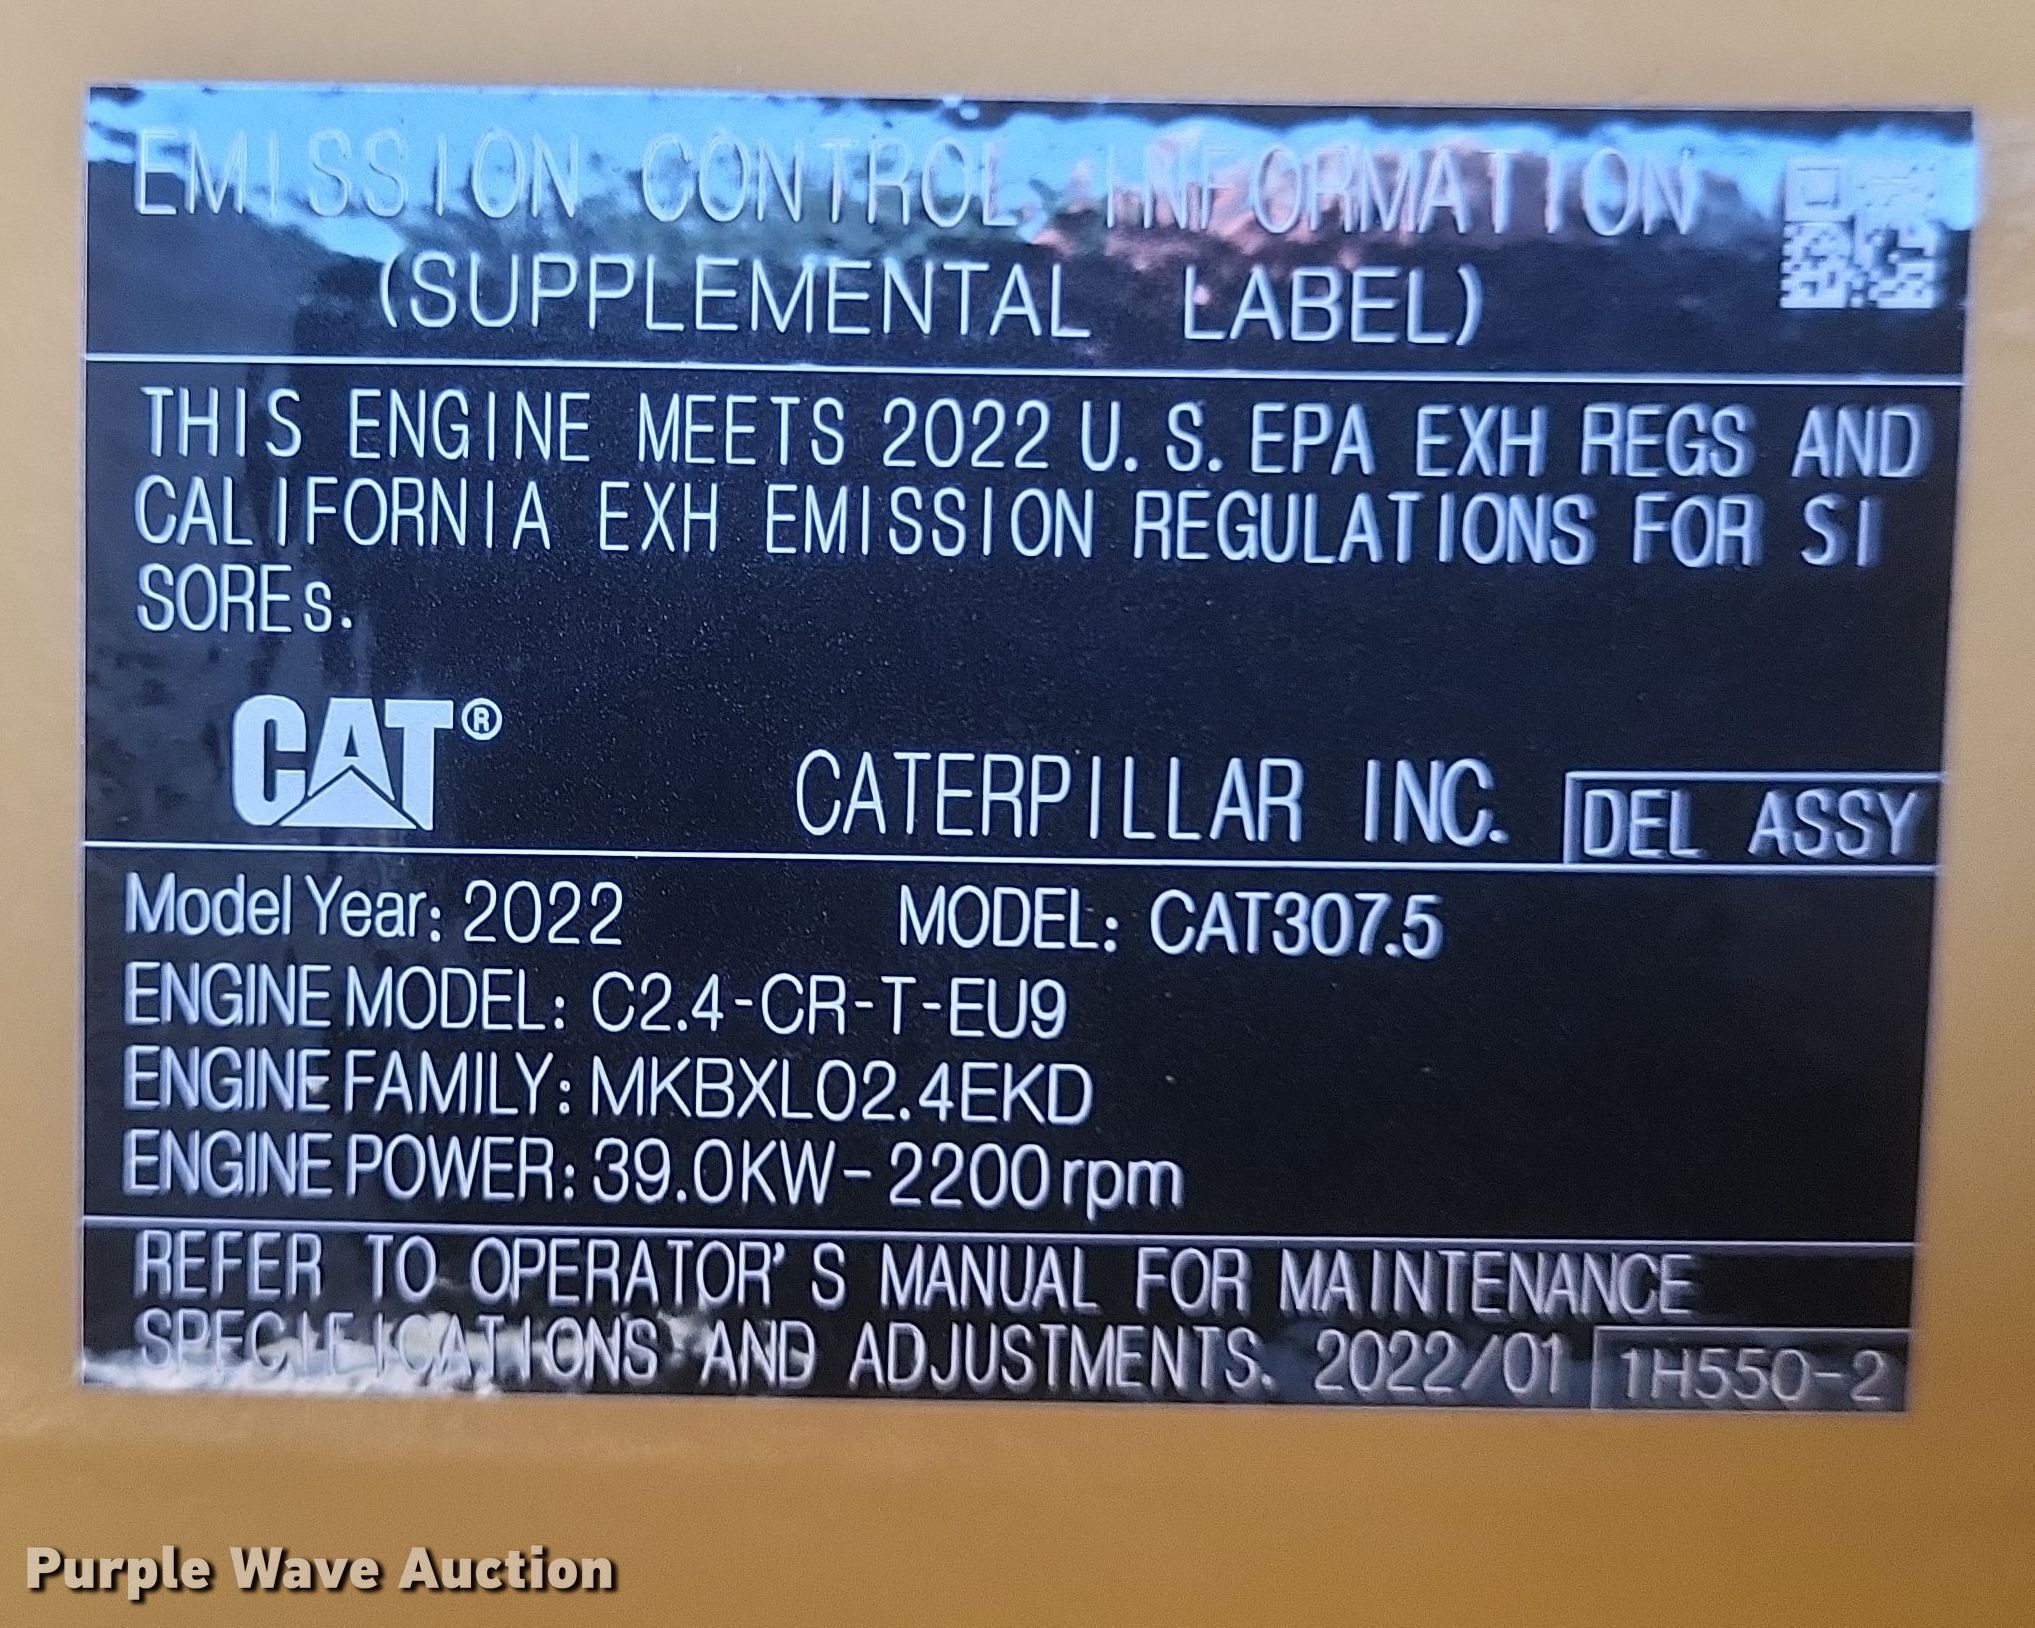 EMISSION CONTROL INFORMATION
(SUPPLEMENTAL LABEL)
THIS ENGINE MEETS 2022 U.S. EPA EXH REGS AND
CALIFORNIA EXH EMISSION REGULATIONS FOR SI
SOREs.
CAT®
CATERPILLAR INC. DEL ASSY
Model Year: 2022 MODEL: CAT307.5
ENGINE MODEL: C2.4-CR-T-EU9
ENGINE FAMILY: MKBXL02.4EKD
ENGINE POWER: 39.0KW-2200rpm
REFER TO OPERATOR'S MANUAL FOR MAINTENANCE
SPECIFICATIONS AND ADJUSTMENTS. 2022/01 1H550-2
Purple Wave Auction